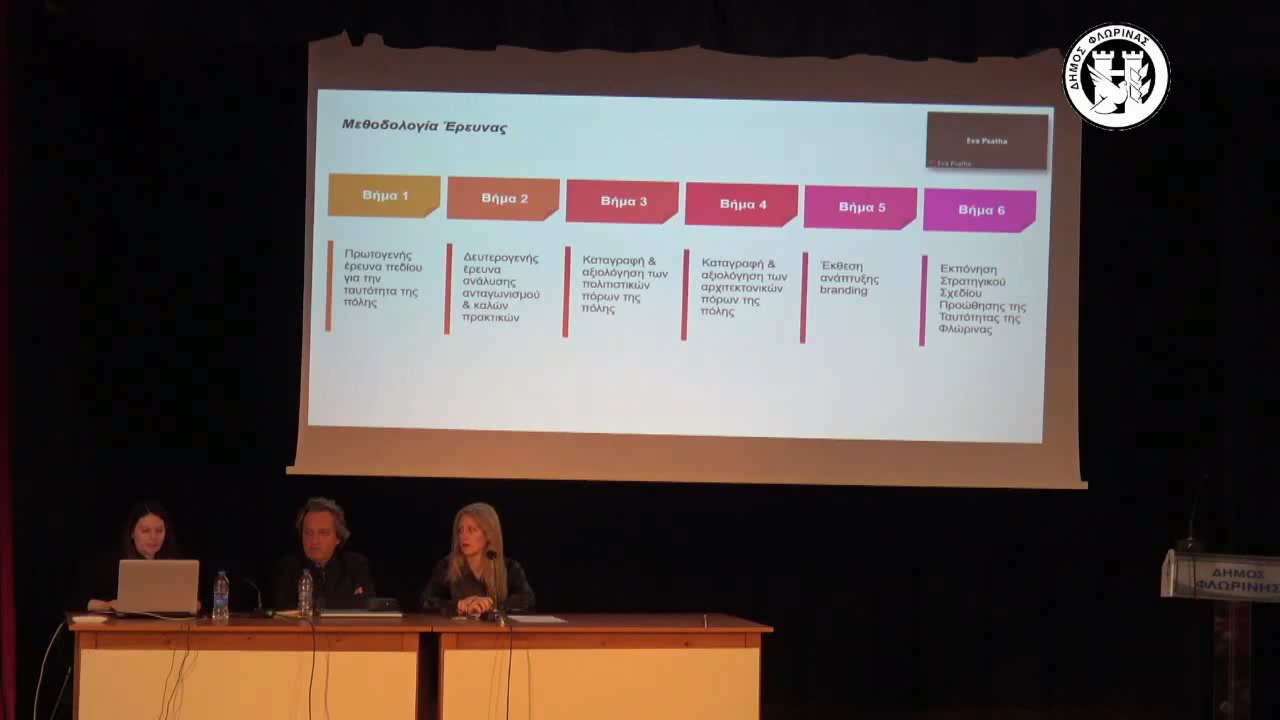 ΔΗΜΟΣ ΦΛΩΡΙΝΑΣ
Μεθοδολογία Έρευνας
Eva Psatha
Eva Psatha
Βήμα 1
Πρωτογενής
έρευνα πεδίου
για την
ταυτότητα της
πόλης
Βήμα 2
Δευτερογενής
έρευνα
ανάλυσης
ανταγωνισμού
& καλών
πρακτικών
Βήμα 3
Καταγραφή &
αξιολόγηση των
πολιτιστικών
πόρων της
πόλης
Βήμα 4
Καταγραφή &
αξιολόγηση των
αρχιτεκτονικών
πόρων της
πόλης
Βήμα 5
Έκθεση
ανάπτυξης
branding
Βήμα 6
Εκπόνηση
Στρατηγικού
Σχεδίου
Προώθησης της
Ταυτότητας της
Φλώρινας
ΔΗΜΟΣ
ΦΛΩΡΙΝΗΣ